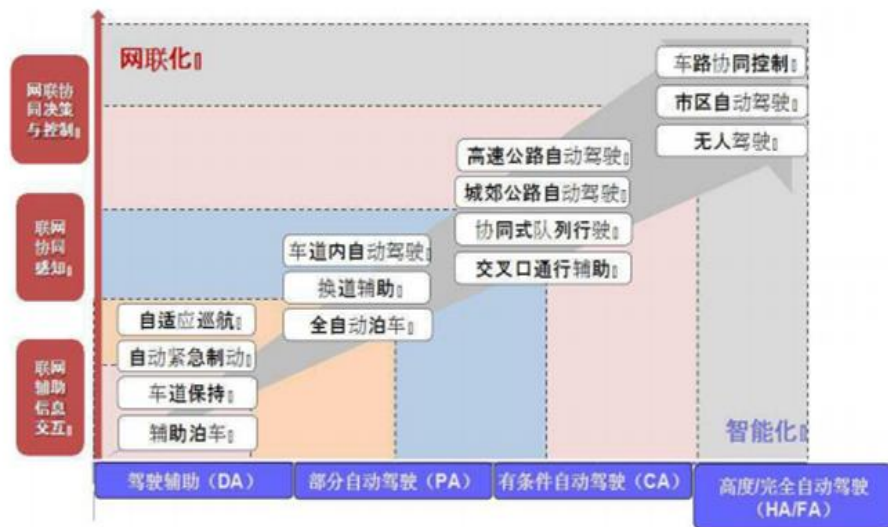 网联化
车路协同控制
市区自动驾驶
无人驾驶
网联协
同决策
与控制
高速公路自动驾驶
城郊公路自动驾驶
协同式队列行驶
交叉口通行辅助
联网
协同
感知
车道内自动驾驶
换道辅助
全自动泊车
自适应巡航
自动紧急制动
车道保持
辅助泊车
联网
辅助
信息
交互
智能化
驾驶辅助（DA）
部分自动驾驶（PA）
有条件自动驾驶（CA）
高度/完全自动驾驶
（HA/FA）